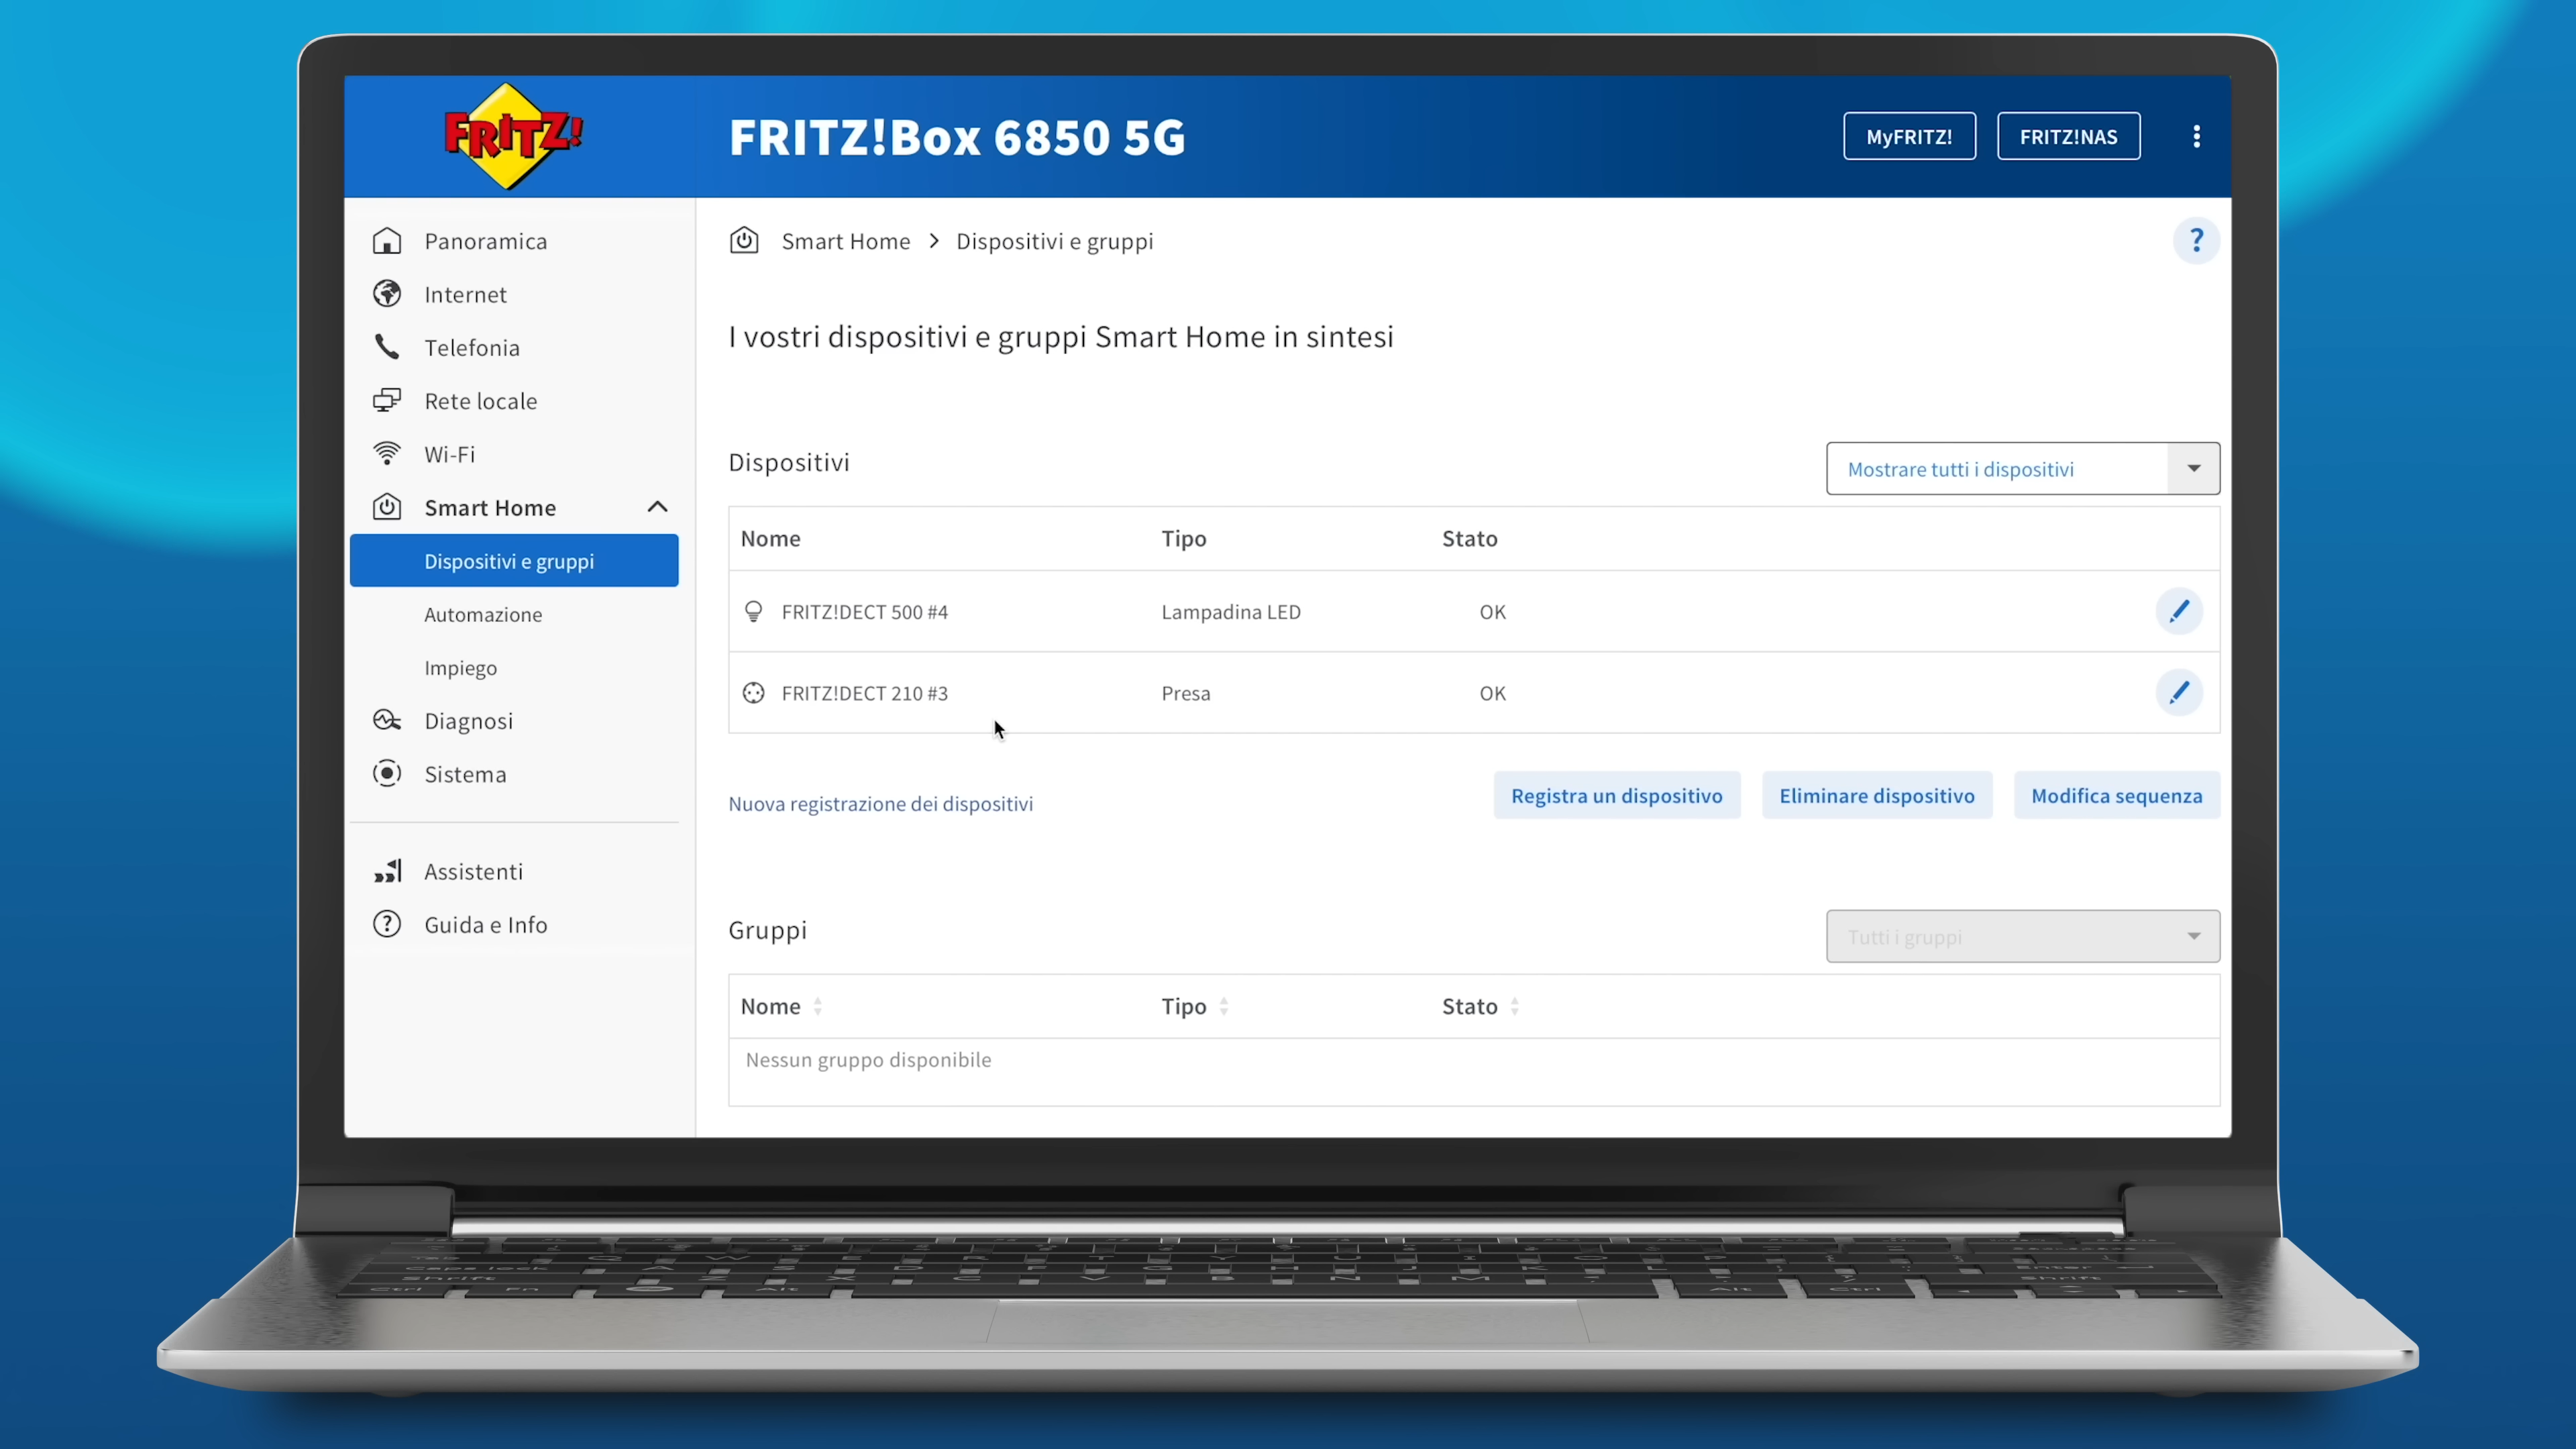 FRITZ!
FRITZ!Box 6850 5G
MyFRITZ!
FRITZ!NAS
Panoramica
Internet
Telefonia
Rete locale
Wi-Fi
Smart Home
Dispositivi e gruppi
Automazione
Impiego
Diagnosi
Sistema
Assistenti
Guida e Info
Smart Home > Dispositivi e gruppi
?
I vostri dispositivi e gruppi Smart Home in sintesi
Dispositivi
Mostrare tutti i dispositivi
Nome Tipo Stato
FRITZ!DECT 500 #4 Lampadina LED OK
FRITZ!DECT 210 #3 Presa OK
Nuova registrazione dei dispositivi
Registra un dispositivo
Eliminare dispositivo
Modifica sequenza
Gruppi
Tutti i gruppi
Nome Tipo Stato
Nessun gruppo disponibile